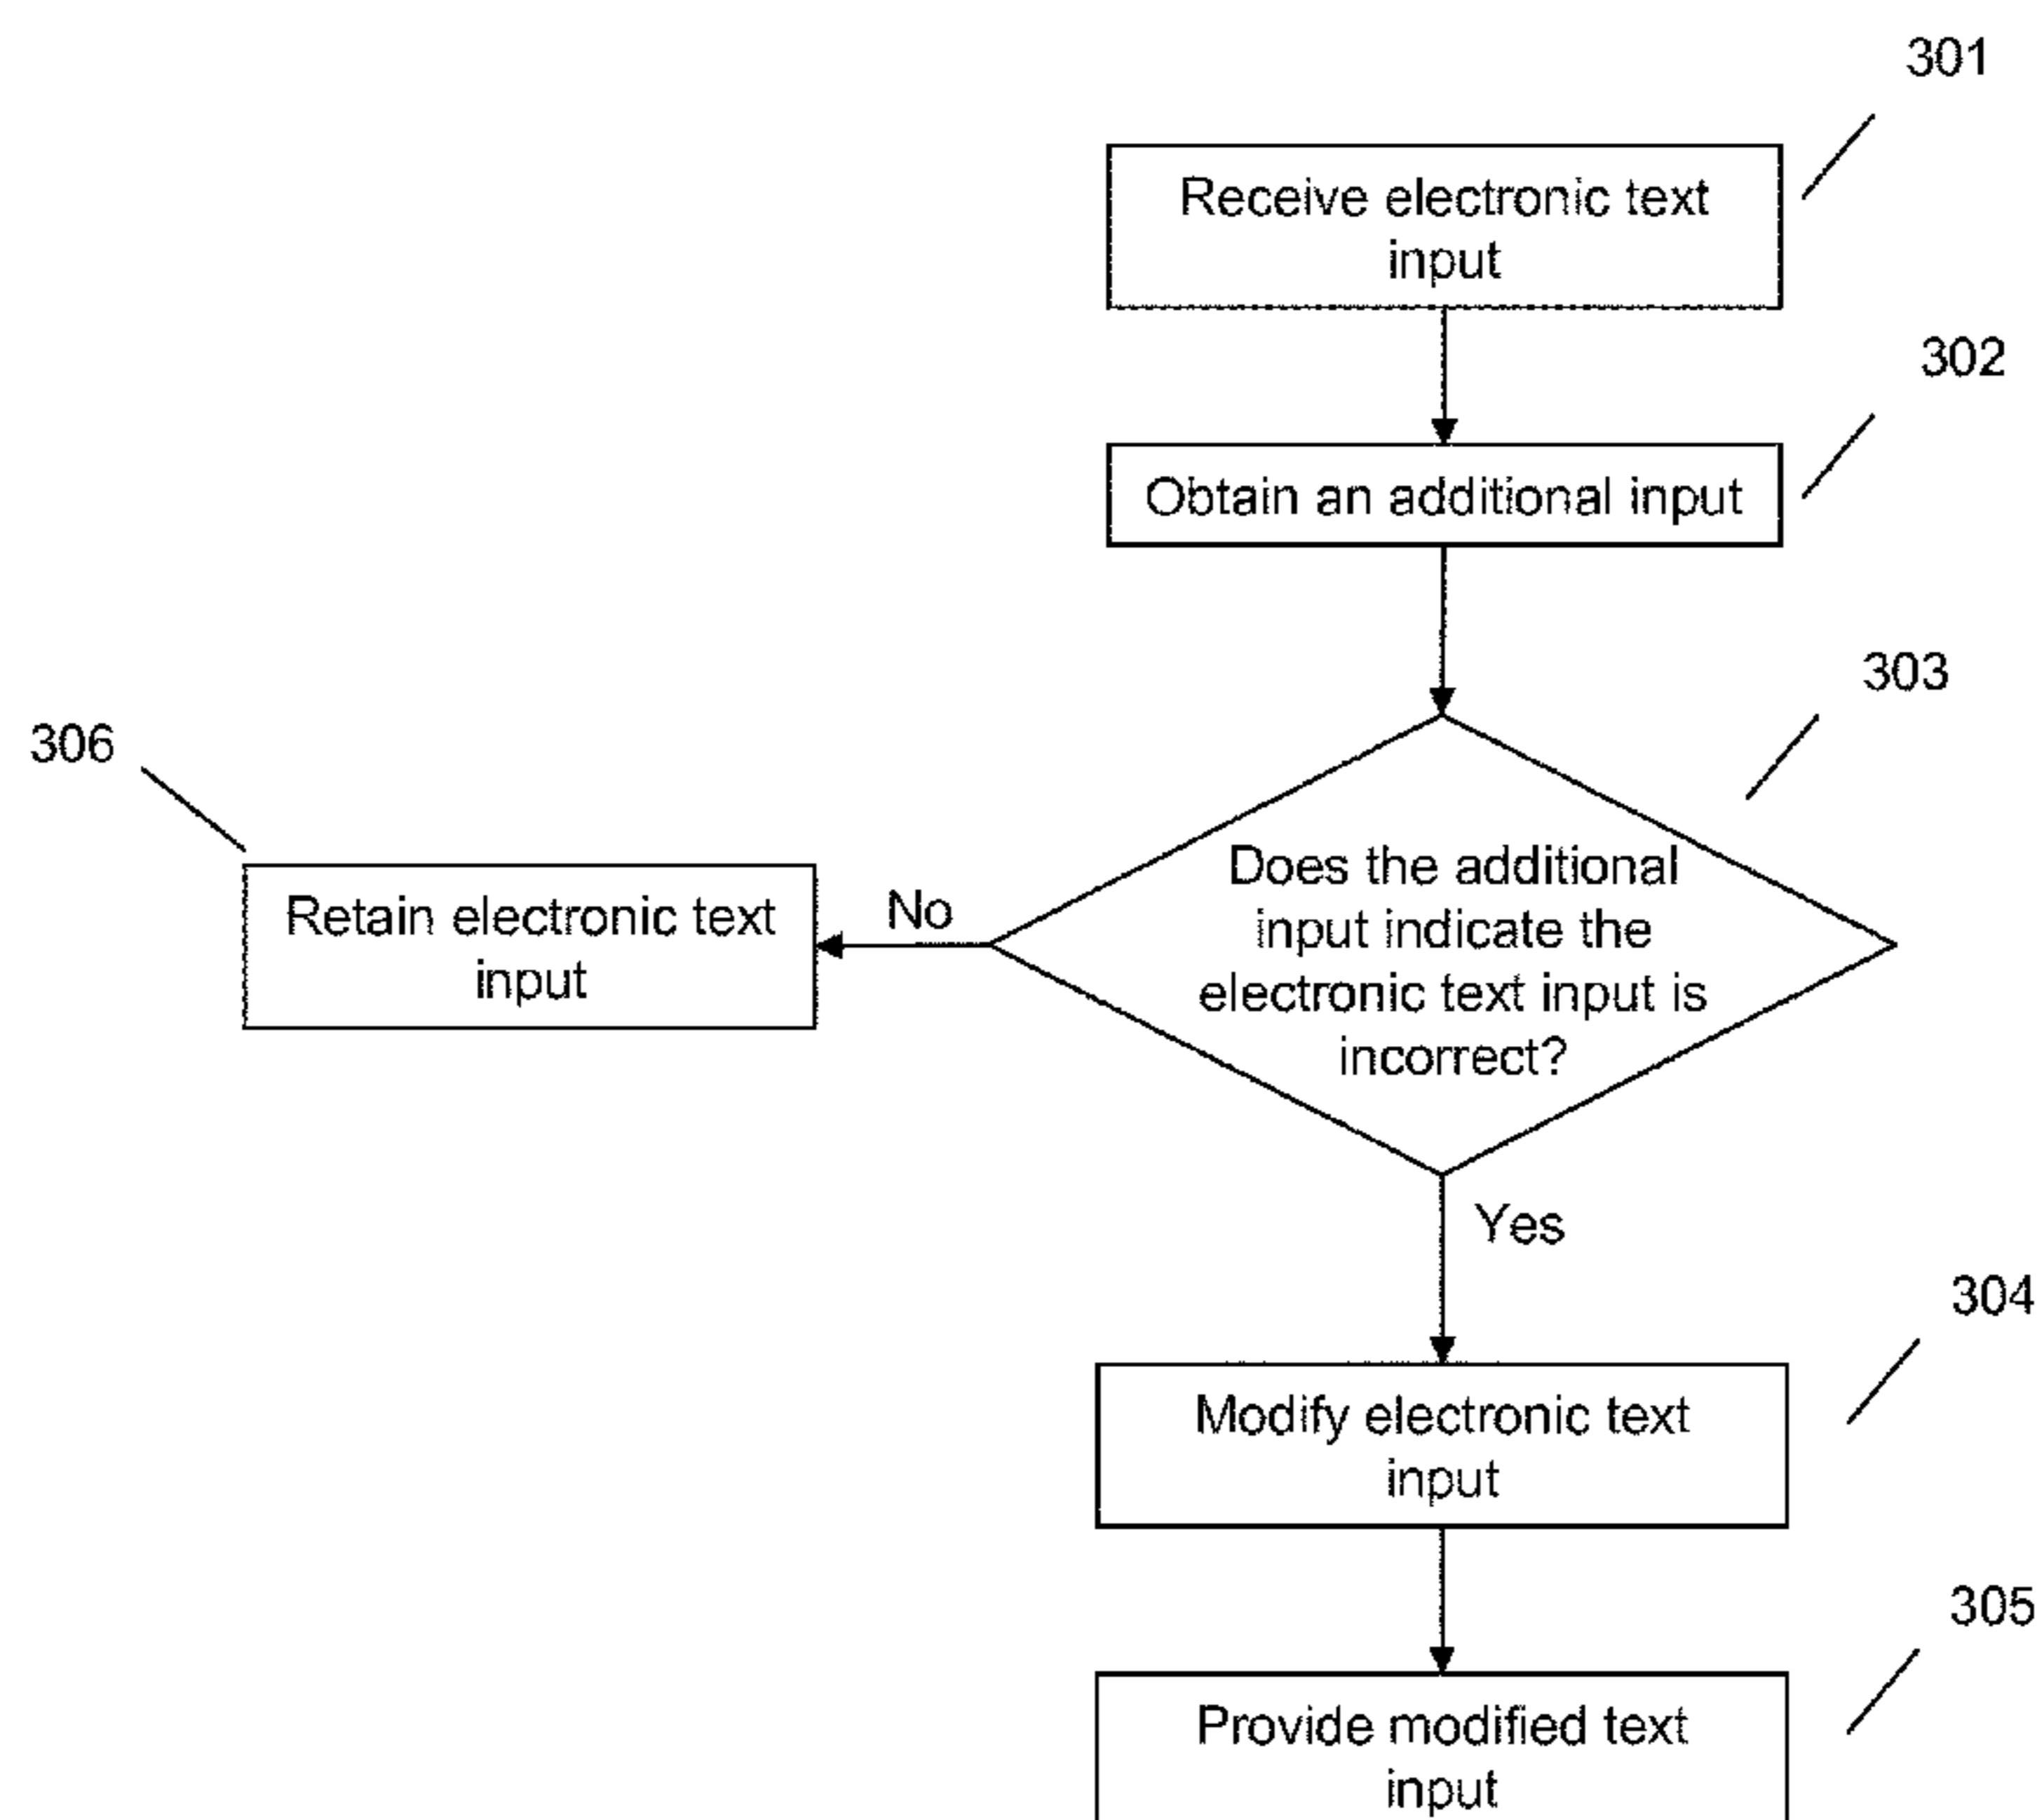 301
Receive electronic text
input
302
Obtain an additional input
303
306
Does the additional
input indicate the
electronic text input is
incorrect?
No
Retain electronic text
input
Yes
304
Modify electronic text
input
305
Provide modified text
input